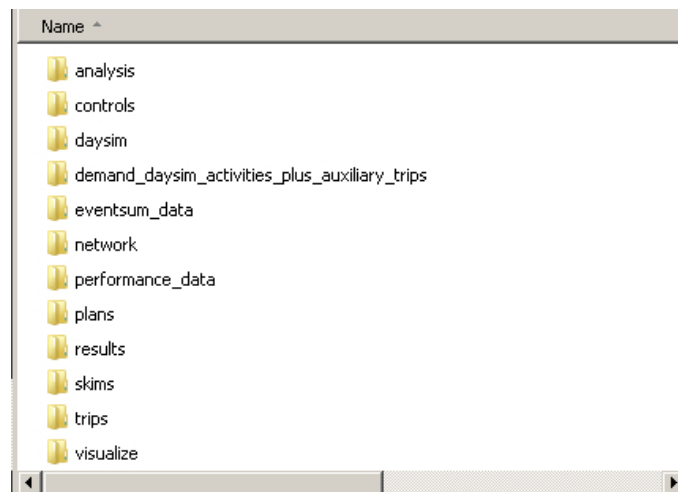 Name
analysis
controls
daysim
demand_daysim_activities_plus_auxiliary_trips
eventsum_data
network
performance_data
plans
results
skims
trips
visualize